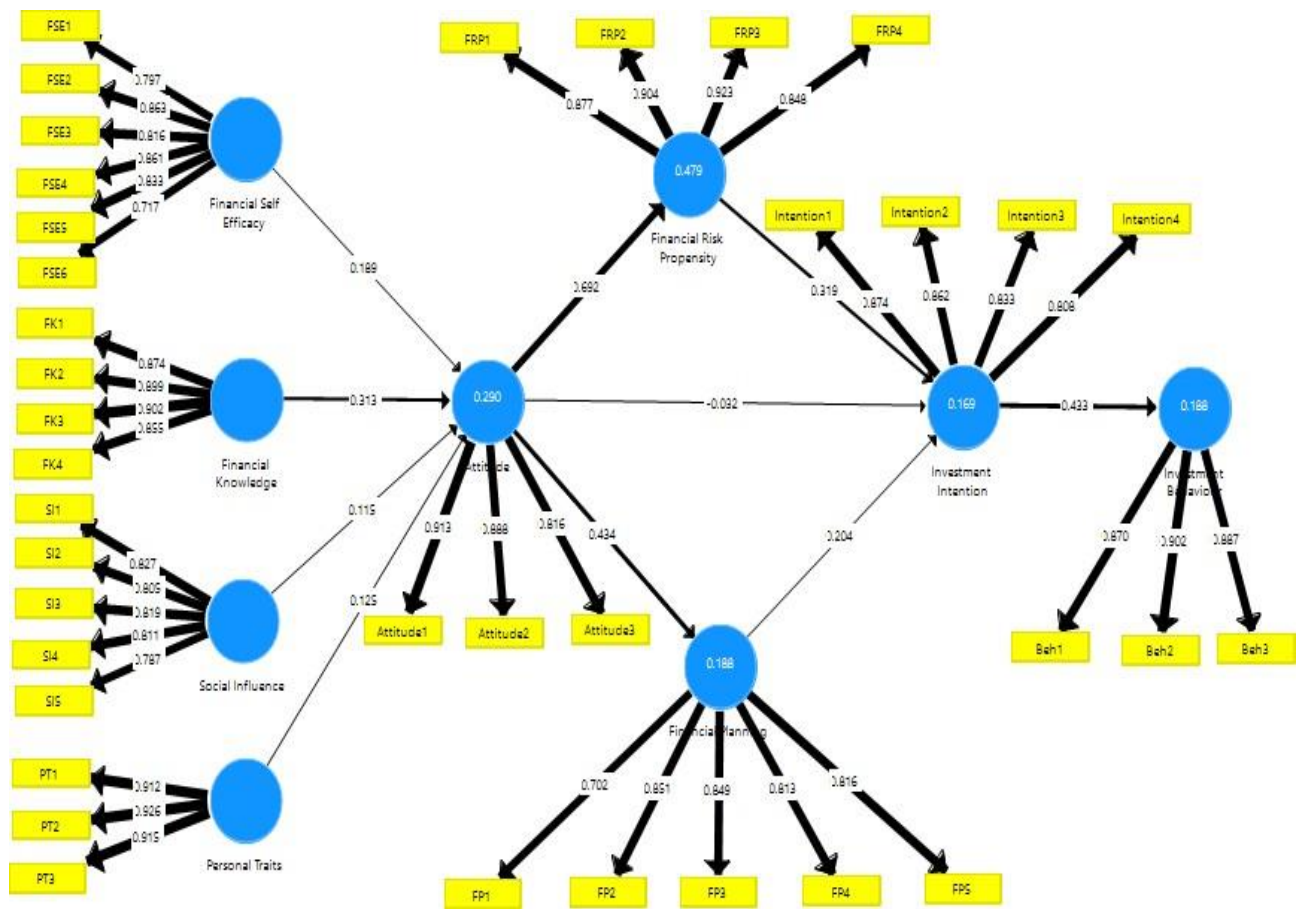 FSE1
FSE2
FSE3
FSE4
FSE5
FSE6
0.797
0.863
0.816
0.861
0.833
0.717
Financial Self
Efficacy
0.189
FK1
FK2
FK3
FK4
0.874
0.899
0.902
0.855
Financial
Knowledge
0.313
SI1
SI2
SI3
SI4
SI5
0.827
0.805
0.819
0.811
0.787
Social Influence
0.115
PT1
PT2
PT3
0.912
0.926
0.915
Personal Traits
0.125
FRP1
FRP2
FRP3
FRP4
0.877
0.904
0.923
0.848
0.479
Financial Risk
Propensity
0.692
0.319
0.290
Attitude
0.913
0.888
0.816
Attitude1
Attitude2
Attitude3
-0.032
0.434
0.204
Intention1
Intention2
Intention3
Intention4
0.874
0.862
0.833
0.808
0.169
Investment
Intention
0.433
0.188
Investment
Behaviour
0.870
0.902
0.887
Beh1
Beh2
Beh3
0.188
Financial Planning
0.702
0.851
0.849
0.813
0.816
FP1
FP2
FP3
FP4
FP5